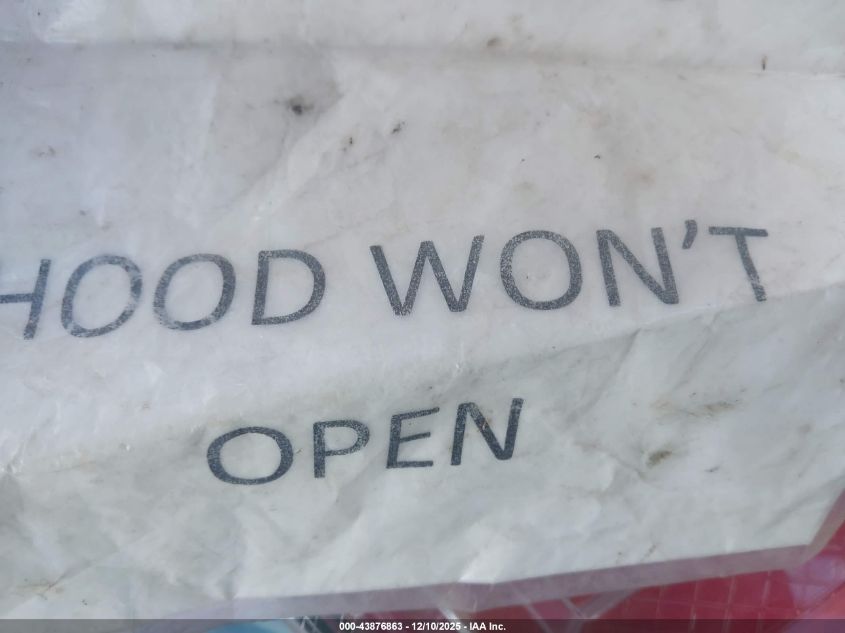 HOOD WON'T
OPEN
000-43876863 - 12/10/2025 - IAA Inc.